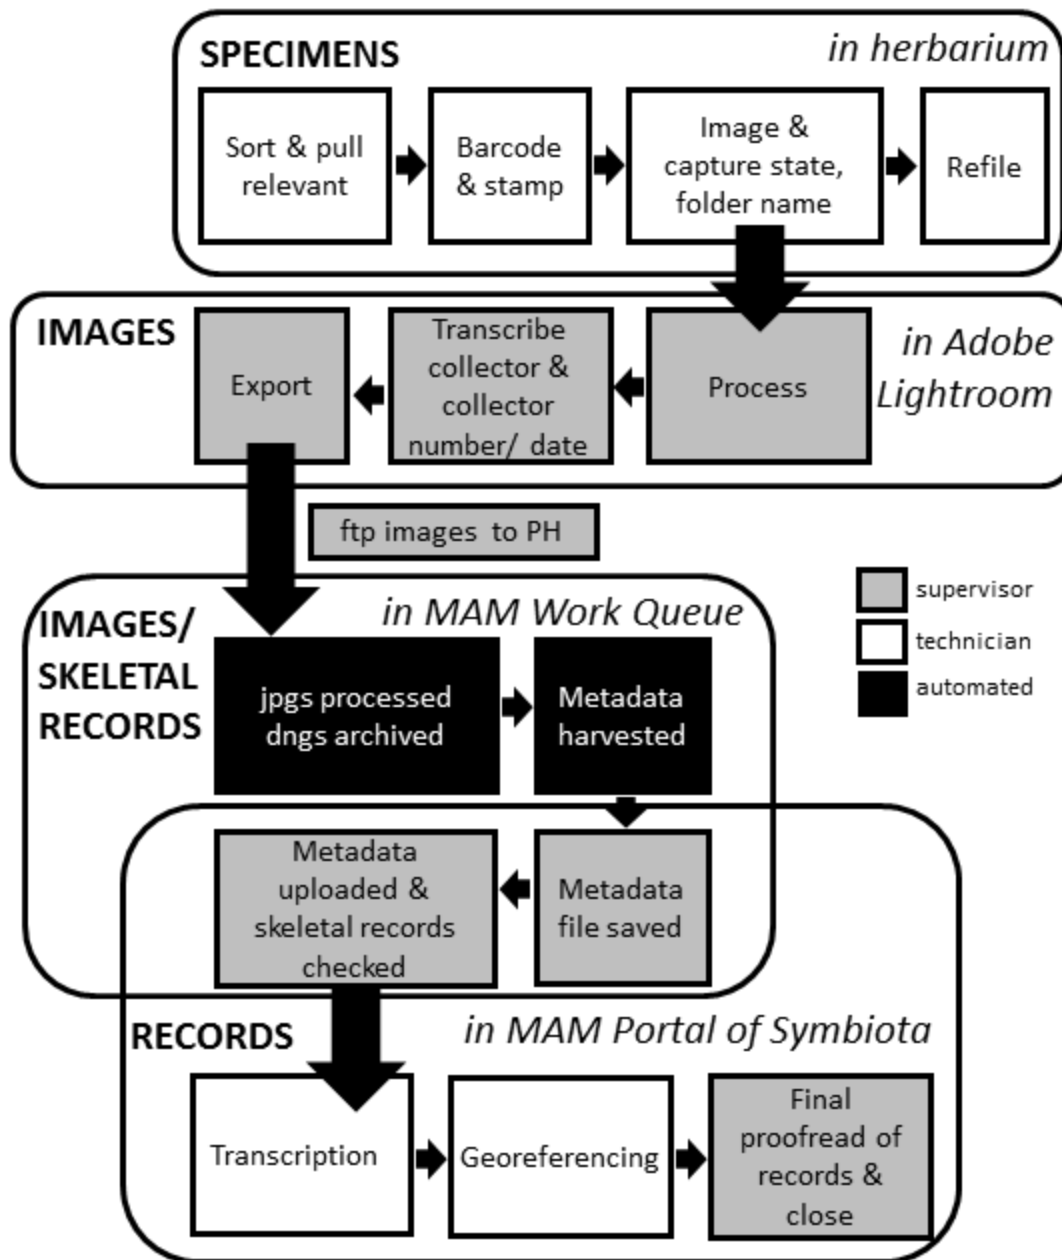 SPECIMENS
in herbarium
Sort & pull
relevant
Barcode
& stamp
Image &
capture state,
folder name
Refile
IMAGES
in Adobe
Lightroom
Export
Transcribe
collector &
collector
number/ date
Process
ftp images to PH
supervisor
technician
automated
IMAGES/
SKELETAL
RECORDS
in MAM Work Queue
jpgs processed
dngs archived
Metadata
harvested
Metadata
uploaded &
skeletal records
checked
Metadata
file saved
RECORDS
in MAM Portal of Symbiota
Transcription
Georeferencing
Final
proofread of
records &
close